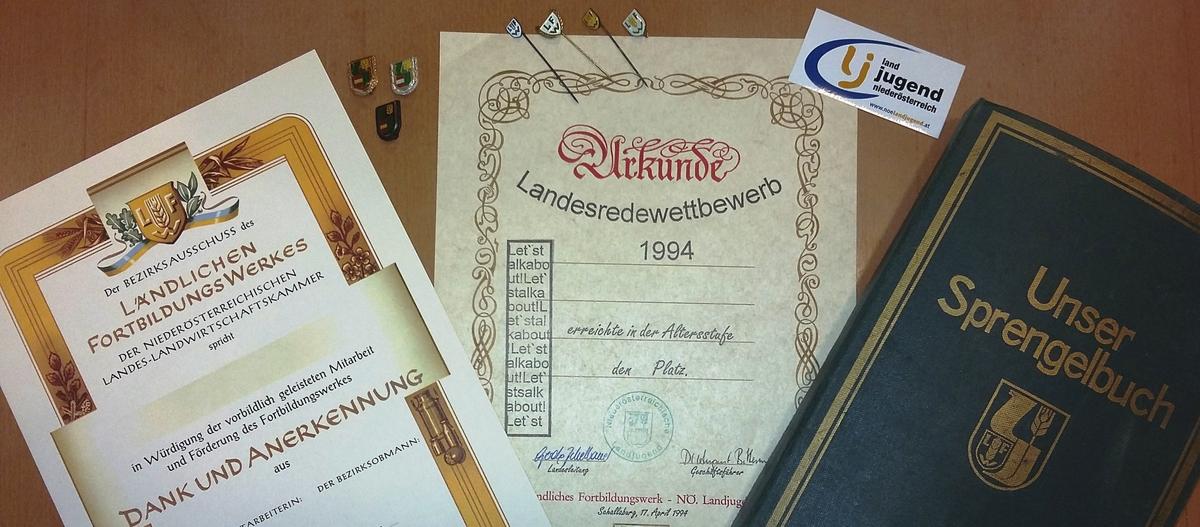 L F
Der BEZIRKSAUSSCHUSS des
LÄNDLICHEN
FORTBILDUNGSWERKES
DER NIEDERÖSTERREICHISCHEN
LANDES-LANDWIRTSCHAFTSKAMMER
spricht
in Würdigung der vorbildlich geleisteten Mitarbeit
und Förderung des Fortbildungswerkes
DANK UND ANERKENNUNG
aus
DER BEZIRKSOBMANN:
Urkunde
Landesredewettbewerb
1994
Let`st
alkabo
ut!Let`
stalka
bout!L
et`stal
kabout
!Let`st
alkabo
ut!Let`
stsalk
about!
Let`st
erreichte in der Altersstufe
den Platz.
Niederösterreichische
Landjugend
Landesleitung
Geschäftsführer
Fortbildungswerk - NÖ.
Schallaburg, 17. April 1994
lj
land
jugend
niederösterreich
www.noelandjugend.at
Unser
Sprengelbuch
L F